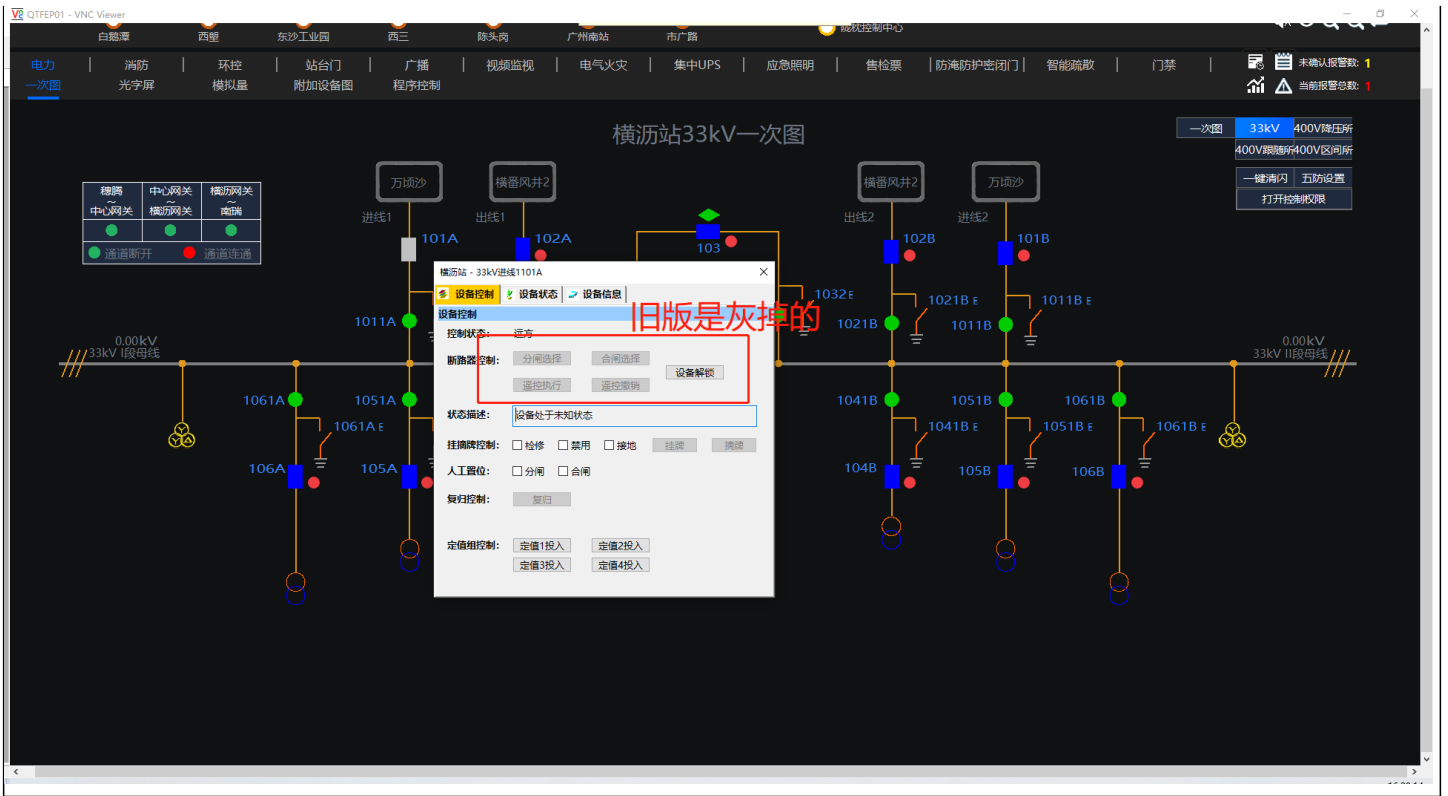 QTFEP01 - VNC Viewer
白鹅潭 西塱 东沙工业园 西三 陈头岗 广州南站 市广路
电力 | 消防 | 环控 | 站台门 | 广播 | 视频监视 | 电气火灾 | 集中UPS | 应急照明 | 售检票 | 防淹防护密闭门 | 智能疏散 | 门禁 |
未确认报警数: 1
一次图 光字屏 模拟量 附加设备图 程序控制
当前报警总数: 1
横沥站33kV一次图
一次图 33kV 400V降压所
400V跟随所 400V区间所
一键清闪 五防设置
打开控制权限
穗腾 ~ 中心网关
中心网关 ~ 横沥网关
横沥网关 ~ 南瑞
通道断开 通道连通
万顷沙 横番风井2 横番风井2 万顷沙
进线1 出线1 出线2 进线2
101A 102A 103 102B 101B
横沥站 - 33kV进线1101A
设备控制 设备状态 设备信息
旧版是灰掉的
设备控制
控制状态: 远方
断路器控制: 分闸选择 合闸选择
设备解锁
遥控执行 遥控撤销
状态描述: 设备处于未知状态
挂摘牌控制: 检修 禁用 接地 挂牌 摘牌
人工置位: 分闸 合闸
复归控制: 复归
定值组控制: 定值1投入 定值2投入
定值3投入 定值4投入
1032E 1021B E 1011B E
1011A 1021B 1011B
0.00kV
33kV I段母线
0.00kV
33kV II段母线
1061A 1051A 1041B 1051B 1061B
1061A E 1041B E 1051B E 1061B E
106A 105A 104B 105B 106B